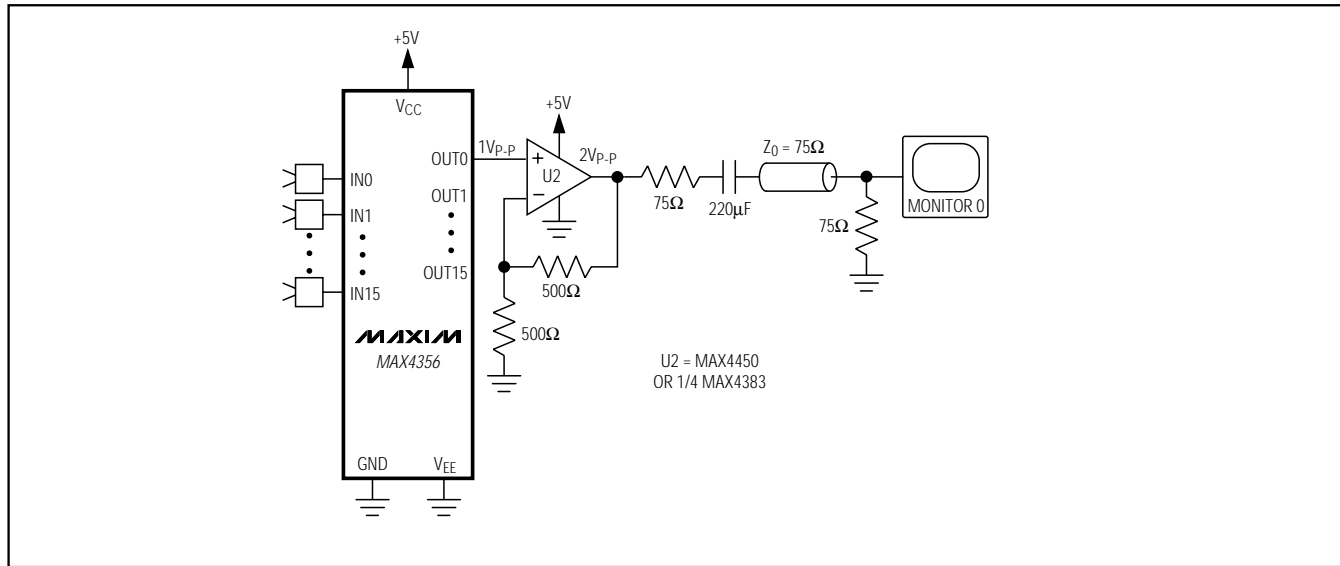 +5V
VCC
+5V
OUT0
1VP-P
+
U2
−
2VP-P
75Ω
220µF
Z0 = 75Ω
75Ω
MONITOR 0
IN0
IN1
IN15
OUT1
OUT15
500Ω
500Ω
MAXIM
MAX4356
U2 = MAX4450
OR 1/4 MAX4383
GND
VEE